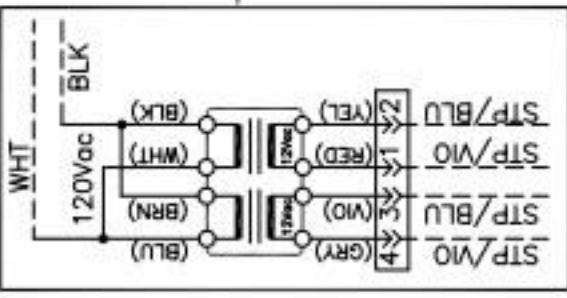 BLK
WHT
120Vac
(BLK) (YEL) 2 STP/BLU
(WHT) 12Vac (RED) 1 STP/VIO
(BRN) 12Vac (VIO) 3 STP/BLU
(BLU) (GRY) 4 STP/VIO